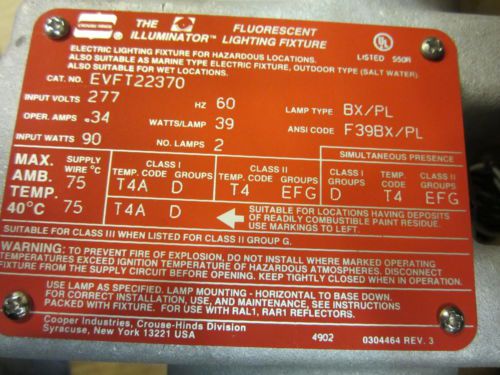 CROUSE-HINDS
THE ILLUMINATOR™
FLUORESCENT LIGHTING FIXTURE
UL
LISTED 550R
ELECTRIC LIGHTING FIXTURE FOR HAZARDOUS LOCATIONS.
ALSO SUITABLE AS MARINE TYPE ELECTRIC FIXTURE, OUTDOOR TYPE (SALT WATER).
ALSO SUITABLE FOR WET LOCATIONS.
CAT. NO. EVFT22370
INPUT VOLTS 277 HZ 60 LAMP TYPE BX/PL
OPER. AMPS .34 WATTS/LAMP 39 ANSI CODE F39BX/PL
INPUT WATTS 90 NO. LAMPS 2
SIMULTANEOUS PRESENCE
MAX. AMB. TEMP. 40°C
SUPPLY WIRE °C 75 75
CLASS I TEMP. CODE GROUPS
T4A D
T4A D
CLASS II TEMP. CODE GROUPS
T4 EFG
CLASS I GROUPS D
TEMP. CODE T4
CLASS II GROUPS EFG
SUITABLE FOR LOCATIONS HAVING DEPOSITS
OF READILY COMBUSTIBLE PAINT RESIDUE.
USE MARKINGS TO LEFT.
SUITABLE FOR CLASS III WHEN LISTED FOR CLASS II GROUP G.
WARNING: TO PREVENT FIRE OF EXPLOSION, DO NOT INSTALL WHERE MARKED OPERATING
TEMPERATURES EXCEED IGNITION TEMPERATURE OF HAZARDOUS ATMOSPHERES. DISCONNECT
FIXTURE FROM THE SUPPLY CIRCUIT BEFORE OPENING. KEEP TIGHTLY CLOSED WHEN IN OPERATION.
USE LAMP AS SPECIFIED. LAMP MOUNTING - HORIZONTAL TO BASE DOWN.
FOR CORRECT INSTALLATION, USE, AND MAINTENANCE, SEE INSTRUCTIONS
PACKED WITH FIXTURE. FOR USE WITH RAL1, RAR1 REFLECTORS.
Cooper Industries, Crouse-Hinds Division
Syracuse, New York 13221 USA
4902
0304464 REV. 3